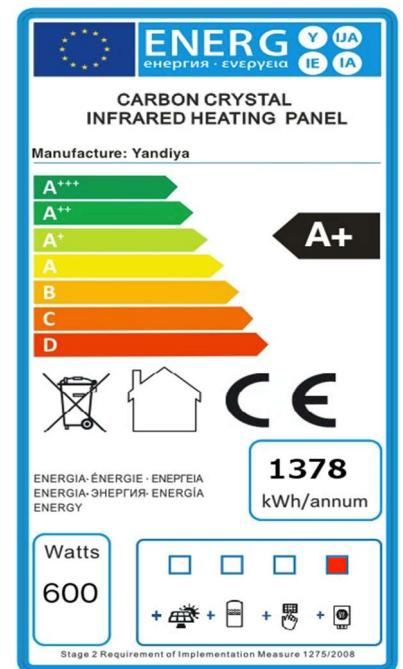 ENERG Y IJA
енергия · ενεργεια IE IA
CARBON CRYSTAL
INFRARED HEATING PANEL
Manufacture: Yandiya
A+++
A++
A+
A+
A
B
C
D
CE
ENERGIA· ÉNERGIE · ΕΝΕΡΓΕΙΑ
ENERGIA· ЭНЕРГИЯ· ENERGÍA
ENERGY
1378
kWh/annum
Watts
600
+ + + +
Stage 2 Requirement of Implementation Measure 1275/2008